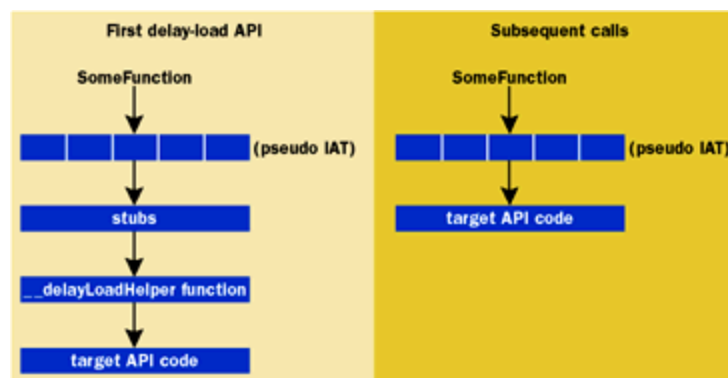 First delay-load API
SomeFunction
(pseudo IAT)
stubs
__delayLoadHelper function
target API code
Subsequent calls
SomeFunction
(pseudo IAT)
target API code